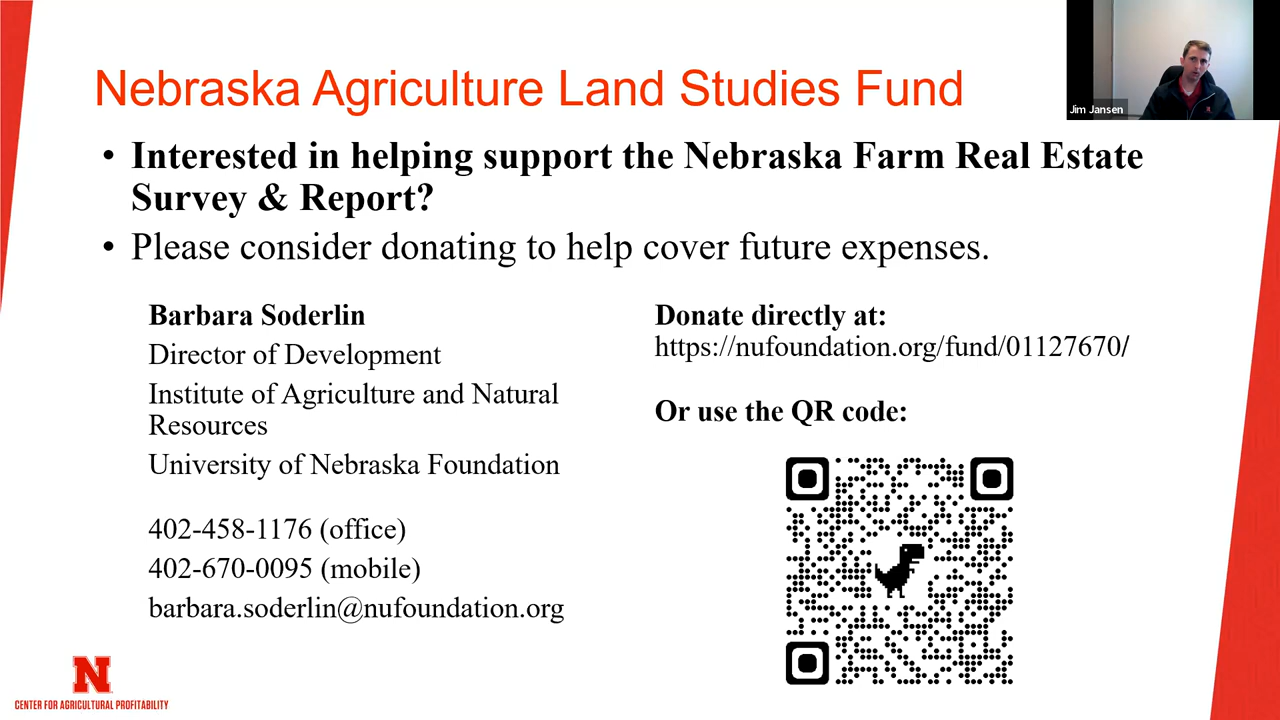 Nebraska Agriculture Land Studies Fund
Jim Jansen
• Interested in helping support the Nebraska Farm Real Estate
Survey & Report?
• Please consider donating to help cover future expenses.
Barbara Soderlin
Director of Development
Institute of Agriculture and Natural
Resources
University of Nebraska Foundation
402-458-1176 (office)
402-670-0095 (mobile)
barbara.soderlin@nufoundation.org
Donate directly at:
https://nufoundation.org/fund/01127670/
Or use the QR code:
N
CENTER FOR AGRICULTURAL PROFITABILITY